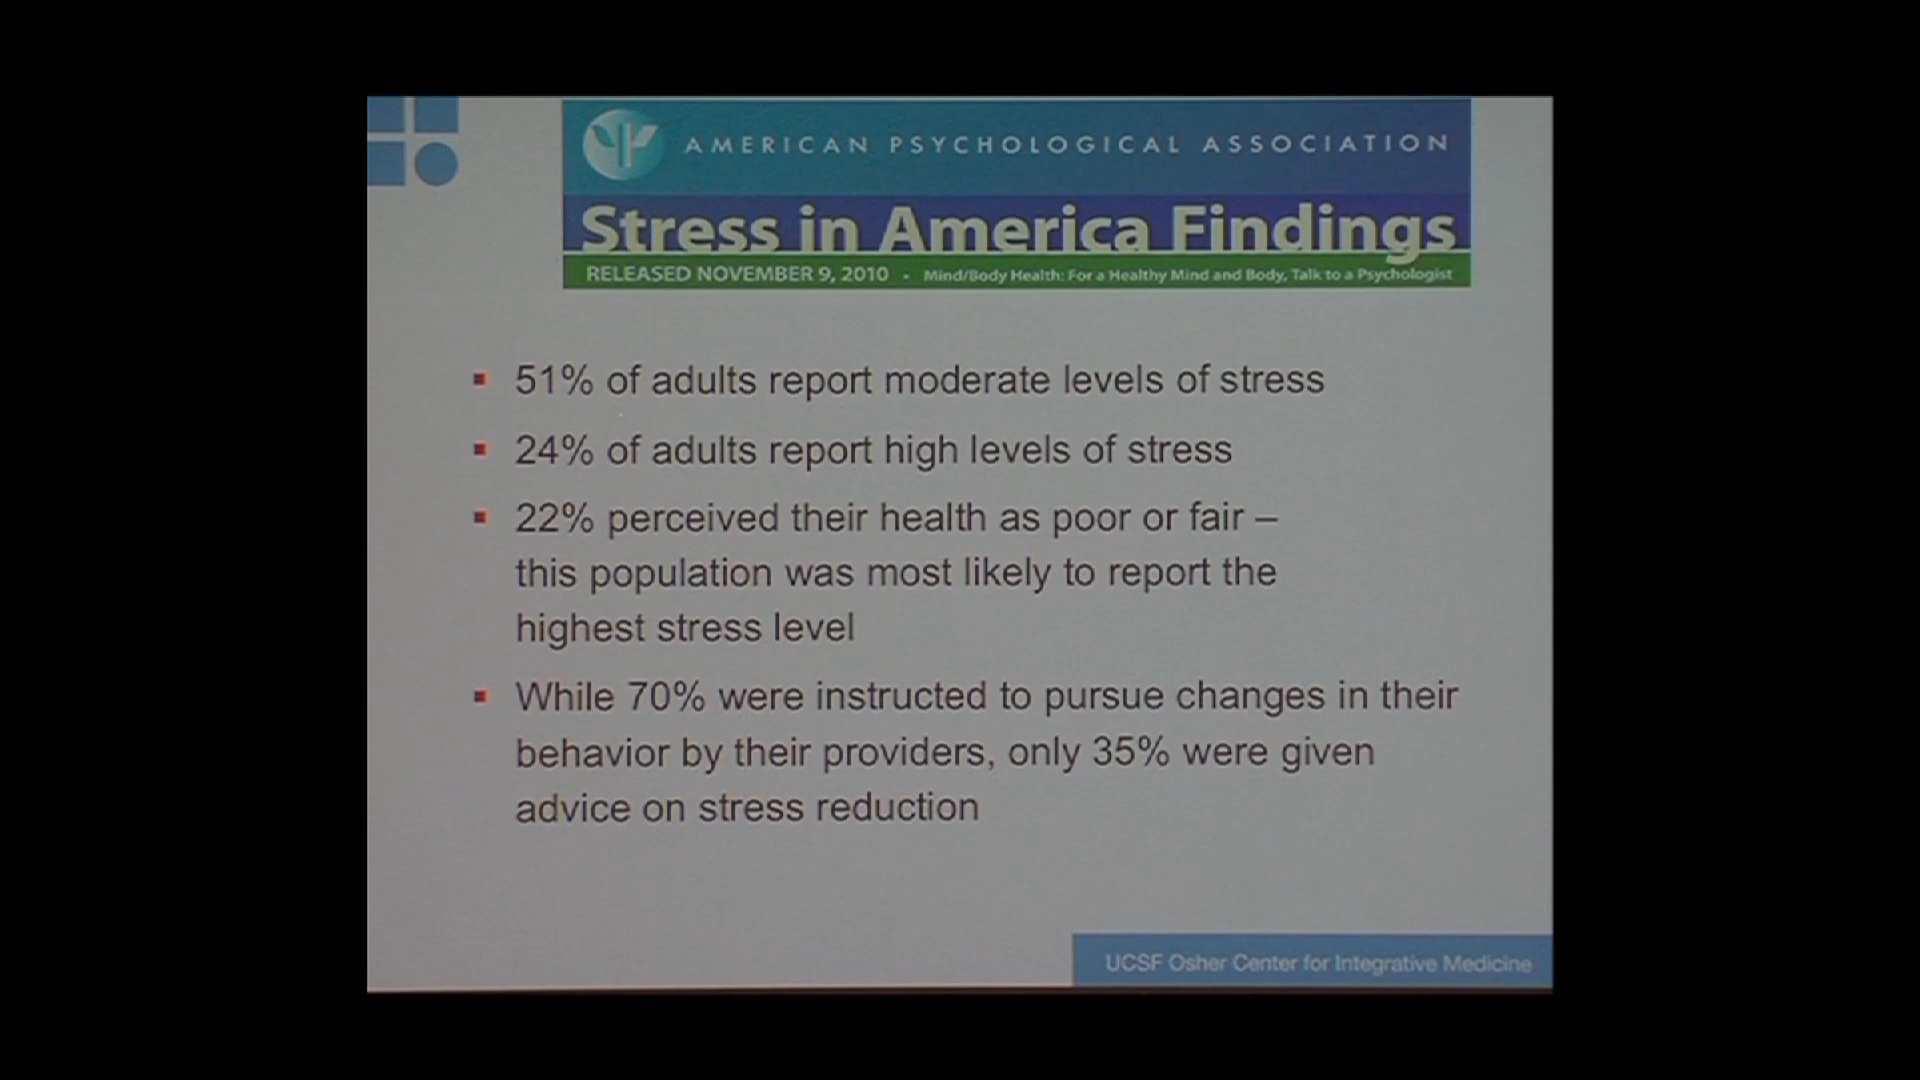 AMERICAN PSYCHOLOGICAL ASSOCIATION
Stress in America Findings
RELEASED NOVEMBER 9, 2010 - Mind/Body Health: For a Healthy Mind and Body, Talk to a Psychologist
51% of adults report moderate levels of stress
24% of adults report high levels of stress
22% perceived their health as poor or fair –
this population was most likely to report the
highest stress level
While 70% were instructed to pursue changes in their
behavior by their providers, only 35% were given
advice on stress reduction
UCSF Osher Center for Integrative Medicine